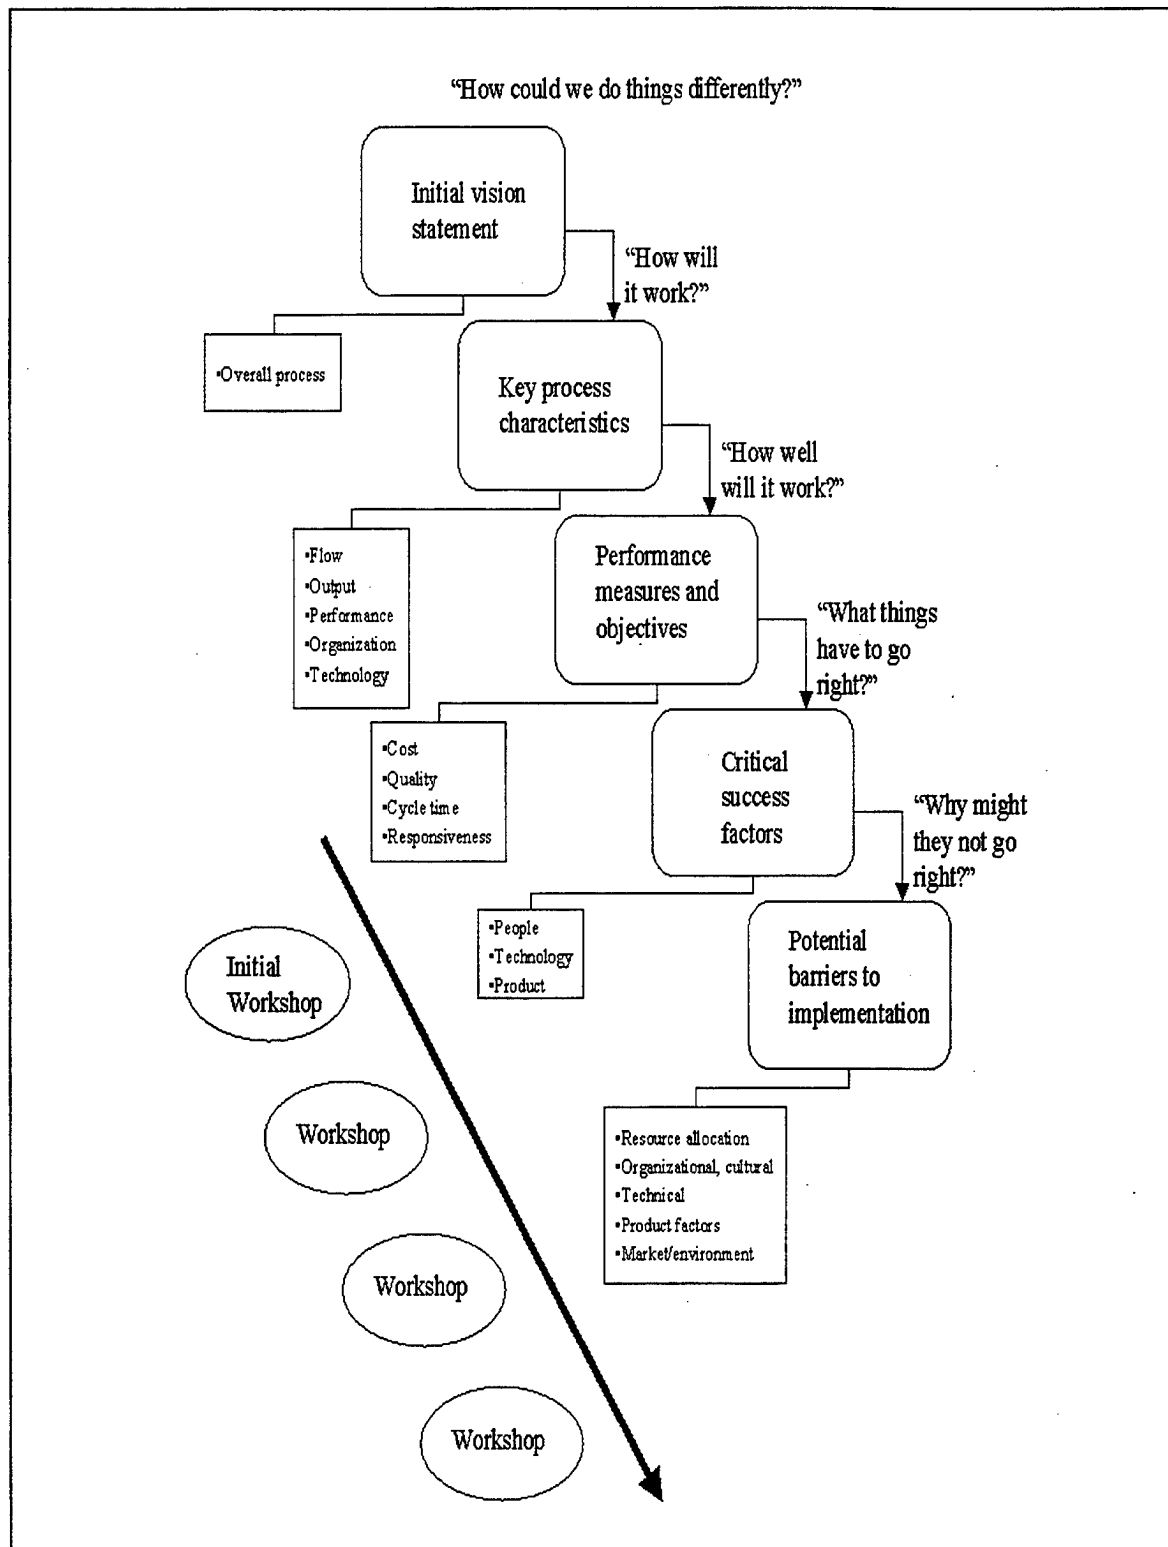 “How could we do things differently?”
Initial vision
statement
“How will
it work?”
▪Overall process
Key process
characteristics
“How well
will it work?”
▪Flow
▪Output
▪Performance
▪Organization
▪Technology
Performance
measures and
objectives
“What things
have to go
right?”
▪Cost
▪Quality
▪Cycle time
▪Responsiveness
Critical
success
factors
“Why might
they not go
right?”
▪People
▪Technology
▪Product
Potential
barriers to
implementation
▪Resource allocation
▪Organizational, cultural
▪Technical
▪Product factors
▪Market/environment
Initial
Workshop
Workshop
Workshop
Workshop